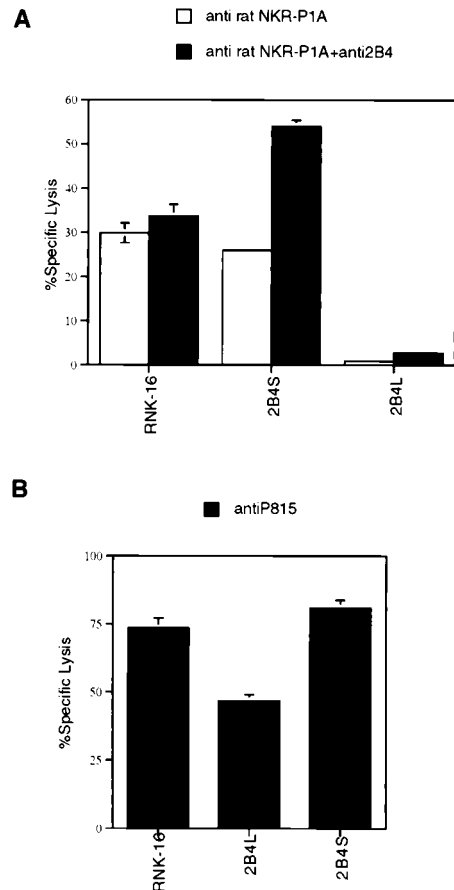 A
anti rat NKR-P1A
anti rat NKR-P1A+anti2B4
60
50
40
30
20
10
0
%Specific Lysis
RNK-16
2B4S
2B4L
B
antiP815
100
75
50
25
0
%Specific Lysis
RNK-16
2B4L
2B4S